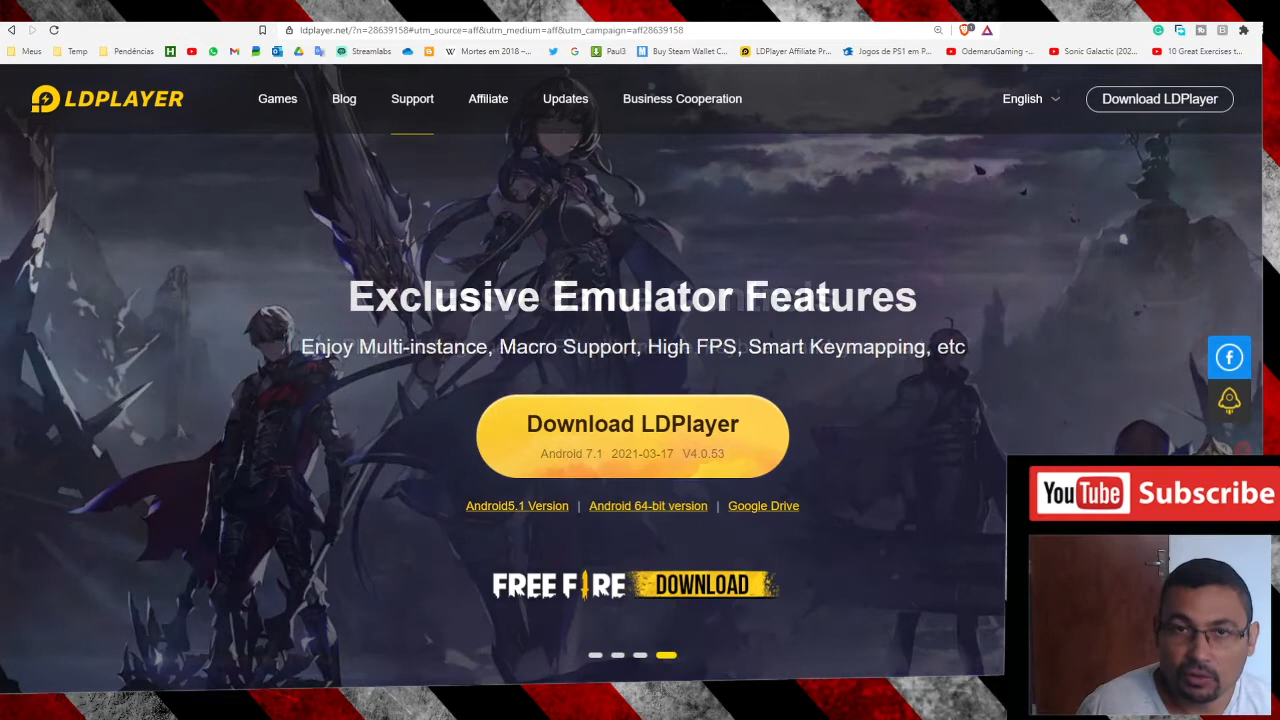 ldplayer.net/?n=28639158#utm_source=aff&utm_medium=aff&utm_campaign=aff28639158
Meus Temp Pendências Streamlabs Mortes em 2018 –... Paul3 Buy Steam Wallet C... LDPlayer Affiliate Pr... Jogos de PS1 em P... OdemaruGaming -... Sonic Galactic (202... 10 Great Exercises t...
LDPLAYER Games Blog Support Affiliate Updates Business Cooperation English Download LDPlayer
Exclusive Emulator Features
Enjoy Multi-instance, Macro Support, High FPS, Smart Keymapping, etc
Download LDPlayer
Android 7.1 2021-03-17 V4.0.53
Android5.1 Version | Android 64-bit version | Google Drive
YouTube Subscribe
FREE FIRE DOWNLOAD